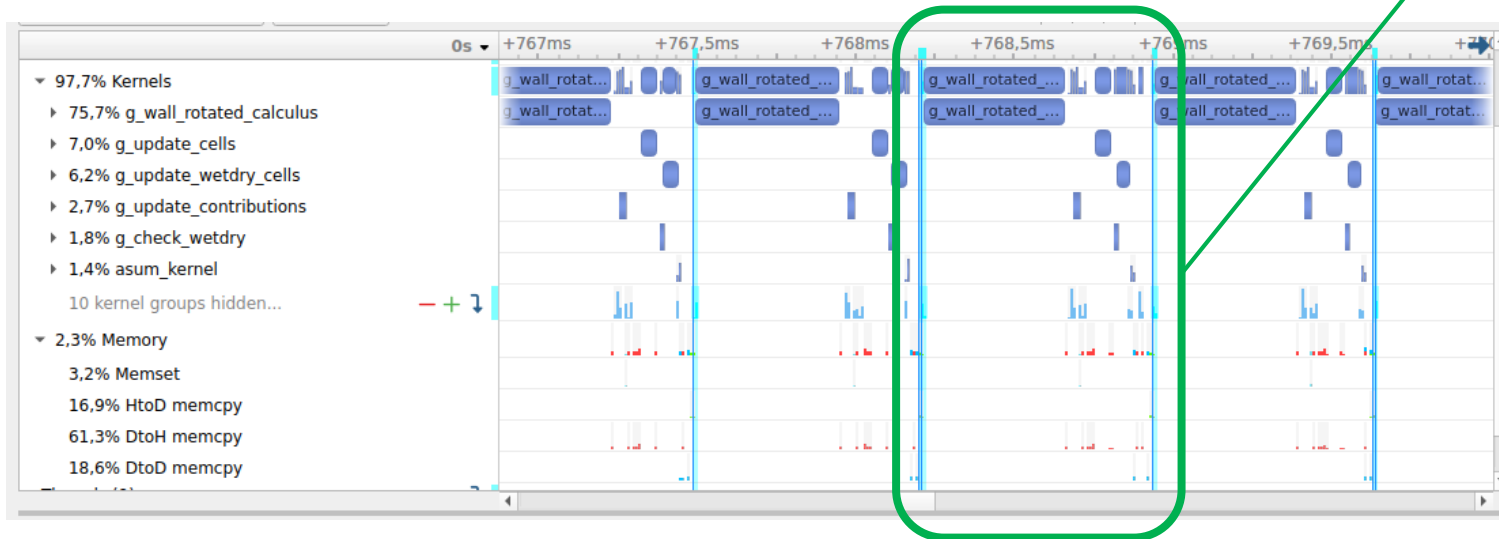 0s +767ms +767,5ms +768ms +768,5ms +769ms +769,5ms
97,7% Kernels g_wall_rotat... g_wall_rotated_... g_wall_rotated_... g_wall_rotated_... g_wall_rotat...
75,7% g_wall_rotated_calculus g_wall_rotat... g_wall_rotated_... g_wall_rotated_... g_wall_rotated_... g_wall_rotat...
7,0% g_update_cells
6,2% g_update_wetdry_cells
2,7% g_update_contributions
1,8% g_check_wetdry
1,4% asum_kernel
10 kernel groups hidden...
2,3% Memory
3,2% Memset
16,9% HtoD memcpy
61,3% DtoH memcpy
18,6% DtoD memcpy